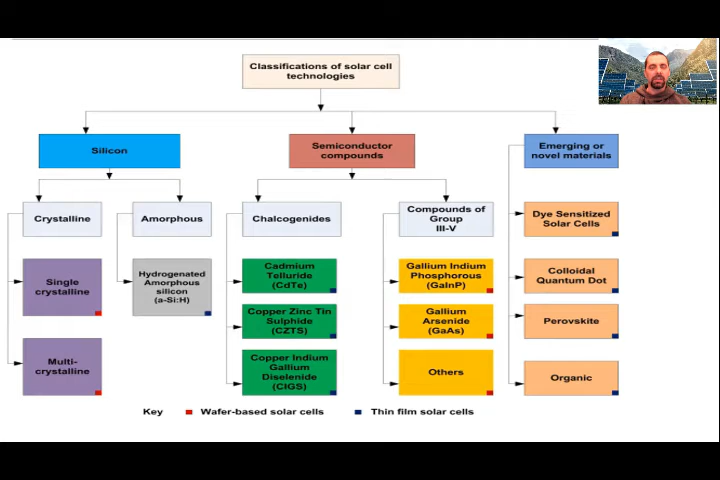 Classifications of solar cell
technologies
Silicon
Semiconductor
compounds
Emerging or
novel materials
Crystalline
Amorphous
Chalcogenides
Compounds of
Group
III-V
Dye Sensitized
Solar Cells
Single
crystalline
Hydrogenated
Amorphous
silicon
(a-Si:H)
Cadmium
Telluride
(CdTe)
Gallium Indium
Phosphorous
(GaInP)
Colloidal
Quantum Dot
Copper Zinc Tin
Sulphide
(CZTS)
Gallium
Arsenide
(GaAs)
Perovskite
Multi-
crystalline
Copper Indium
Gallium
Diselenide
(CIGS)
Others
Organic
Key
Wafer-based solar cells
Thin film solar cells